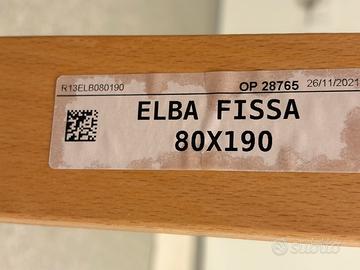 R13ELB080190 OP 28765 26/11/2021
ELBA FISSA
80X190
subito